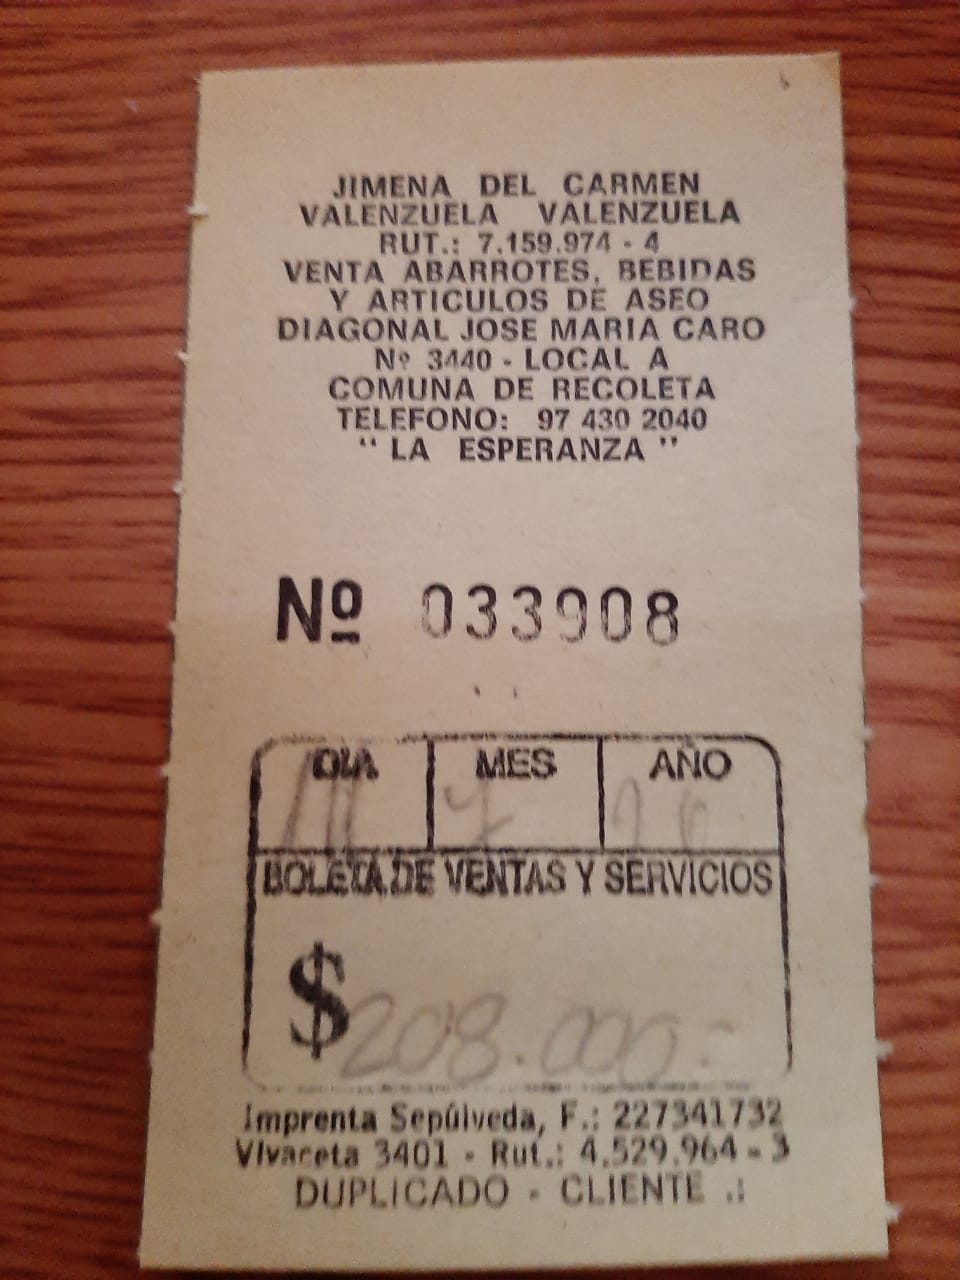 JIMENA DEL CARMEN
VALENZUELA VALENZUELA
RUT.: 7.159.974 - 4
VENTA ABARROTES, BEBIDAS
Y ARTICULOS DE ASEO
DIAGONAL JOSE MARIA CARO
Nº 3440 - LOCAL A
COMUNA DE RECOLETA
TELEFONO: 97 430 2040
" LA ESPERANZA "
Nº 033908
DIA MES AÑO
BOLETA DE VENTAS Y SERVICIOS
$ 208.000.-
Imprenta Sepúlveda, F.: 227341732
Vivaceta 3401 - Rut.: 4.529.964 - 3
DUPLICADO - CLIENTE .: